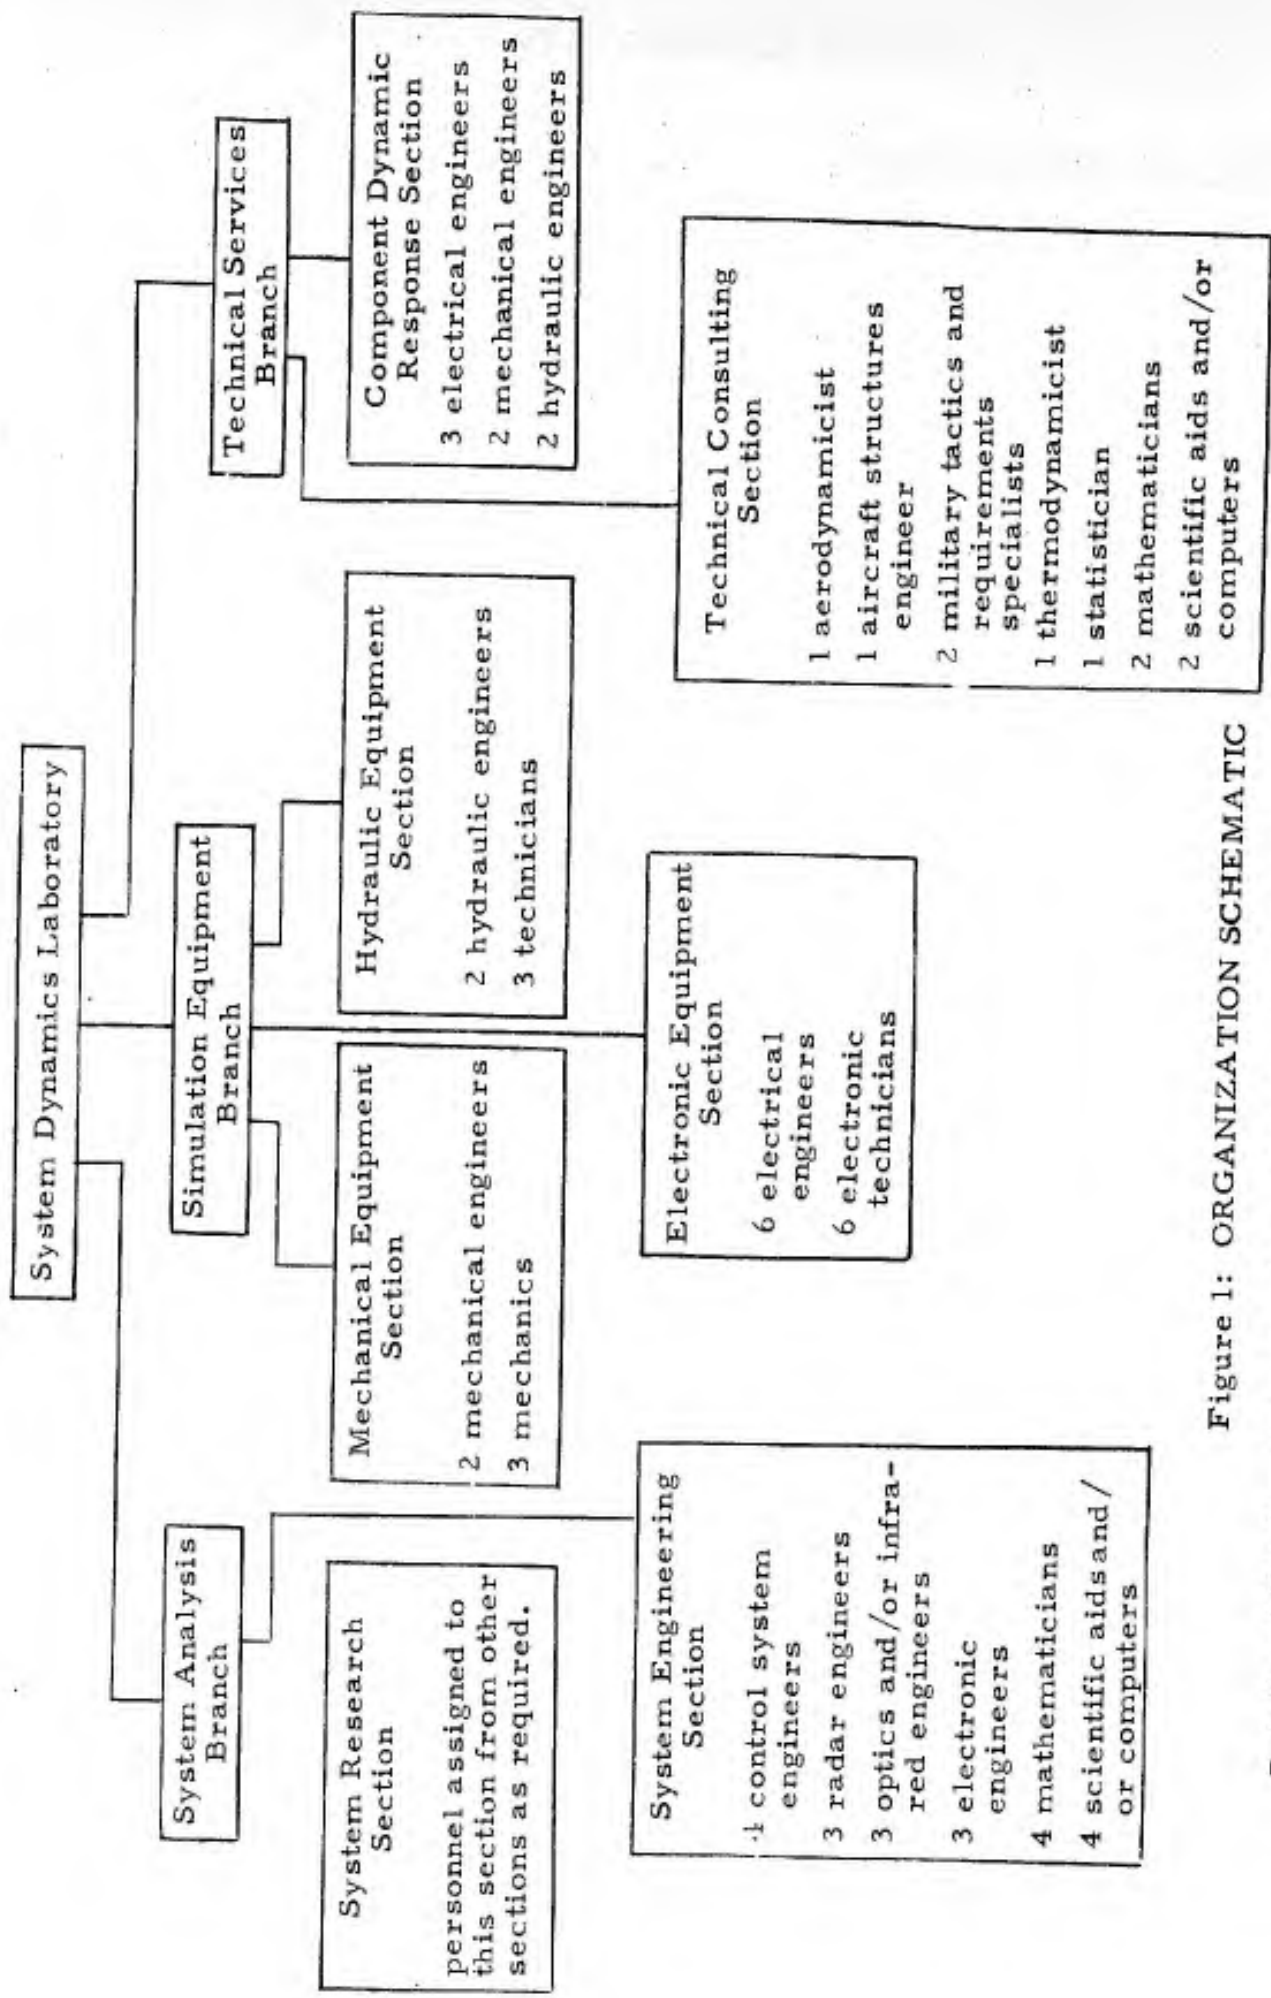 System Dynamics Laboratory
System Analysis
Branch
Simulation Equipment
Branch
Technical Services
Branch
System Research
Section
personnel assigned to
this section from other
sections as required.
Mechanical Equipment
Section
2 mechanical engineers
3 mechanics
Hydraulic Equipment
Section
2 hydraulic engineers
3 technicians
Component Dynamic
Response Section
3 electrical engineers
2 mechanical engineers
2 hydraulic engineers
System Engineering
Section
4 control system
engineers
3 radar engineers
3 optics and/or infra-
red engineers
3 electronic
engineers
4 mathematicians
4 scientific aids and/
or computers
Electronic Equipment
Section
6 electrical
engineers
6 electronic
technicians
Technical Consulting
Section
1 aerodynamicist
1 aircraft structures
engineer
2 military tactics and
requirements
specialists
1 thermodynamicist
1 statistician
2 mathematicians
2 scientific aids and/or
computers
Figure 1: ORGANIZATION SCHEMATIC